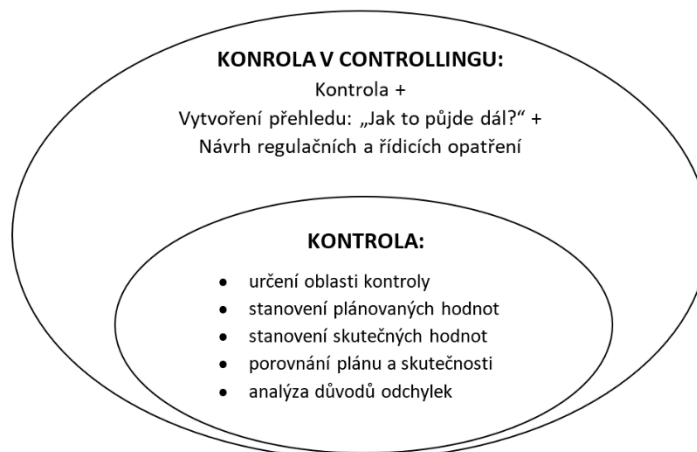 KONROLA V CONTROLLINGU:
Kontrola +
Vytvoření přehledu: „Jak to půjde dál?“ +
Návrh regulačních a řídicích opatření
KONTROLA:
• určení oblasti kontroly
• stanovení plánovaných hodnot
• stanovení skutečných hodnot
• porovnání plánu a skutečnosti
• analýza důvodů odchylek